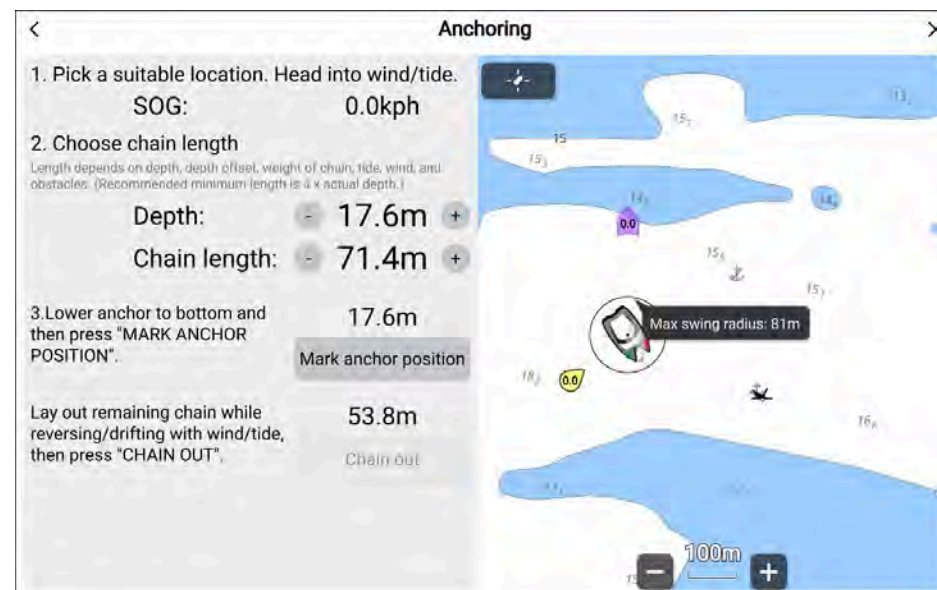 Anchoring
1. Pick a suitable location. Head into wind/tide.
SOG: 0.0kph
2. Choose chain length
Length depends on depth, depth offset, weight of chain, tide, wind, and
obstacles. (Recommended minimum length is 4 x actual depth.)
Depth: - 17.6m +
Chain length: - 71.4m +
3.Lower anchor to bottom and
then press "MARK ANCHOR
POSITION".
17.6m
Mark anchor position
Lay out remaining chain while
reversing/drifting with wind/tide,
then press "CHAIN OUT".
53.8m
Chain out
15
0.0
Max swing radius: 81m
0.0
100m